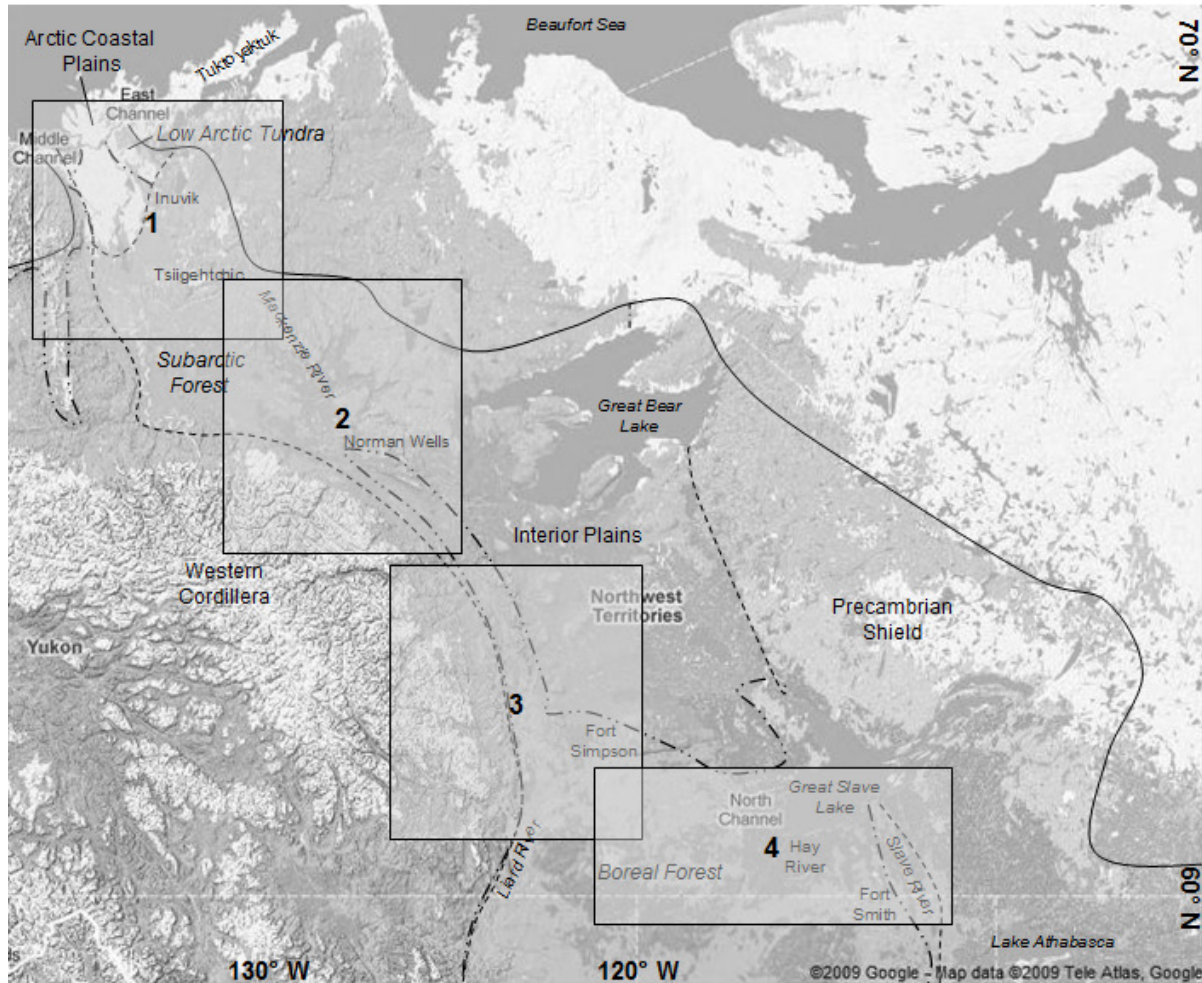 Beaufort Sea
70° N
Arctic Coastal
Plains
Tuktoyaktuk
East
Channel
Low Arctic Tundra
Middle
Channel
Inuvik
1
Tsiigehtchic
Mackenzie River
Subarctic
Forest
2
Norman Wells
Great Bear
Lake
Interior Plains
Western
Cordillera
Northwest
Territories
Precambrian
Shield
Yukon
3
Fort
Simpson
North
Channel
Great Slave
Lake
4
Hay
River
Slave River
Liard River
Boreal Forest
Fort
Smith
60° N
Lake Athabasca
ds
130° W
120° W
©2009 Google - Map data ©2009 Tele Atlas, Google